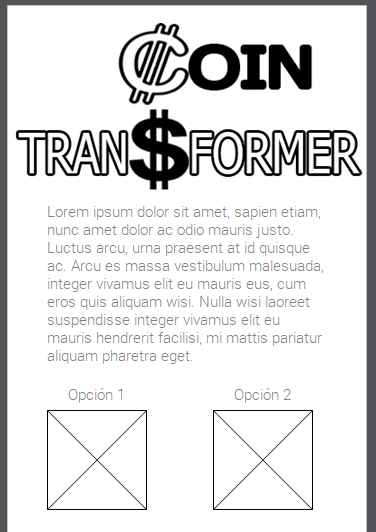 ₵OIN
TRAN$FORMER
Lorem ipsum dolor sit amet, sapien etiam,
nunc amet dolor ac odio mauris justo.
Luctus arcu, urna praesent at id quisque
ac. Arcu es massa vestibulum malesuada,
integer vivamus elit eu mauris eus, cum
eros quis aliquam wisi. Nulla wisi laoreet
suspendisse integer vivamus elit eu
mauris hendrerit facilisi, mi mattis pariatur
aliquam pharetra eget.
Opción 1 Opción 2